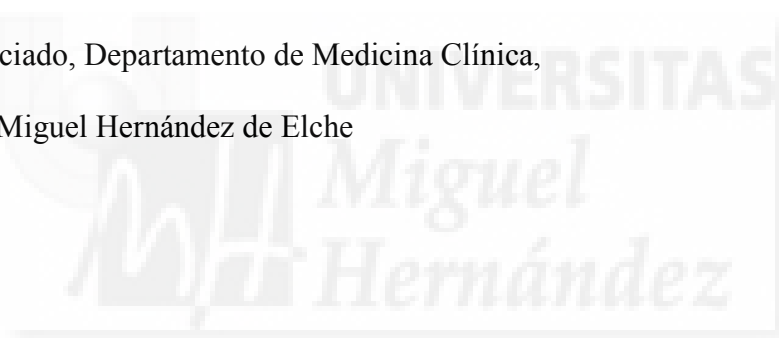 ciado, Departamento de Medicina Clínica,
Miguel Hernández de Elche
UNIVERSITAS
Miguel
Hernández